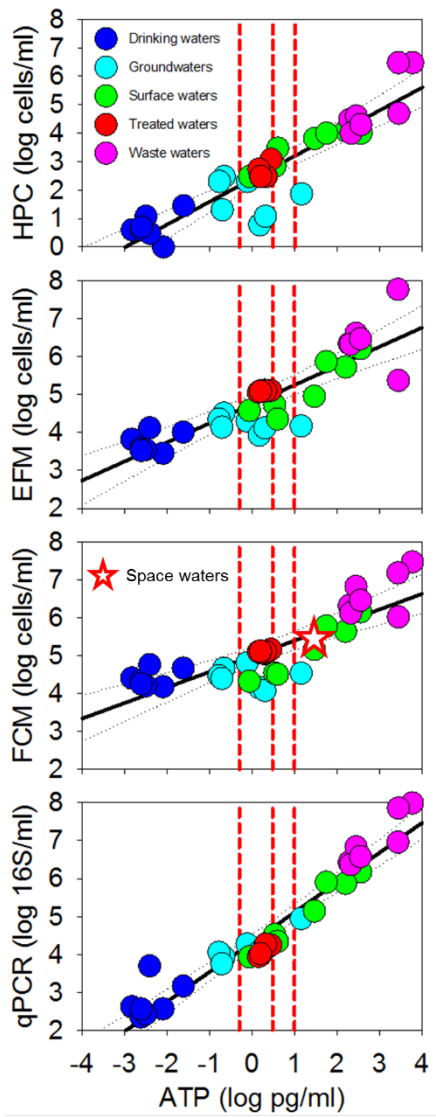 8
7
6
5
4
3
2
1
0
HPC (log cells/ml)
Drinking waters
Groundwaters
Surface waters
Treated waters
Waste waters
8
7
6
5
4
3
2
EFM (log cells/ml)
8
7
6
5
4
3
2
FCM (log cells/ml)
Space waters
8
7
6
5
4
3
2
qPCR (log 16S/ml)
-4 -3 -2 -1 0 1 2 3 4
ATP (log pg/ml)